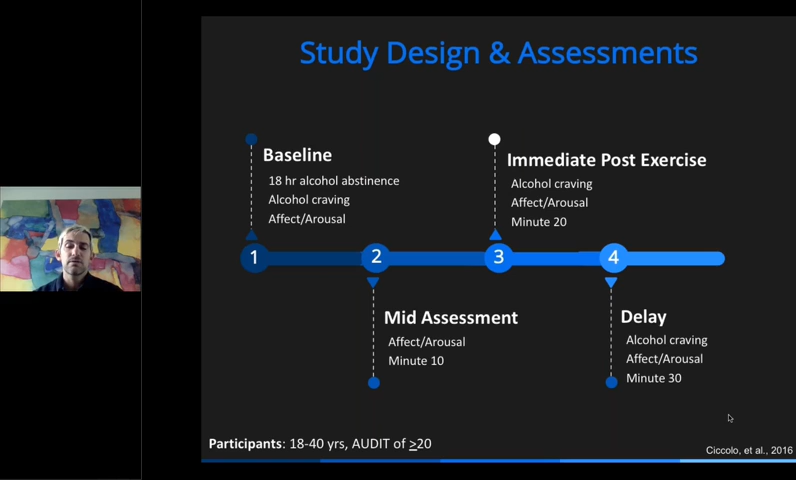 Study Design & Assessments
Baseline
18 hr alcohol abstinence
Alcohol craving
Affect/Arousal
Immediate Post Exercise
Alcohol craving
Affect/Arousal
Minute 20
1
2
3
4
Mid Assessment
Affect/Arousal
Minute 10
Delay
Alcohol craving
Affect/Arousal
Minute 30
Participants: 18-40 yrs, AUDIT of >20
Ciccolo, et al., 2016